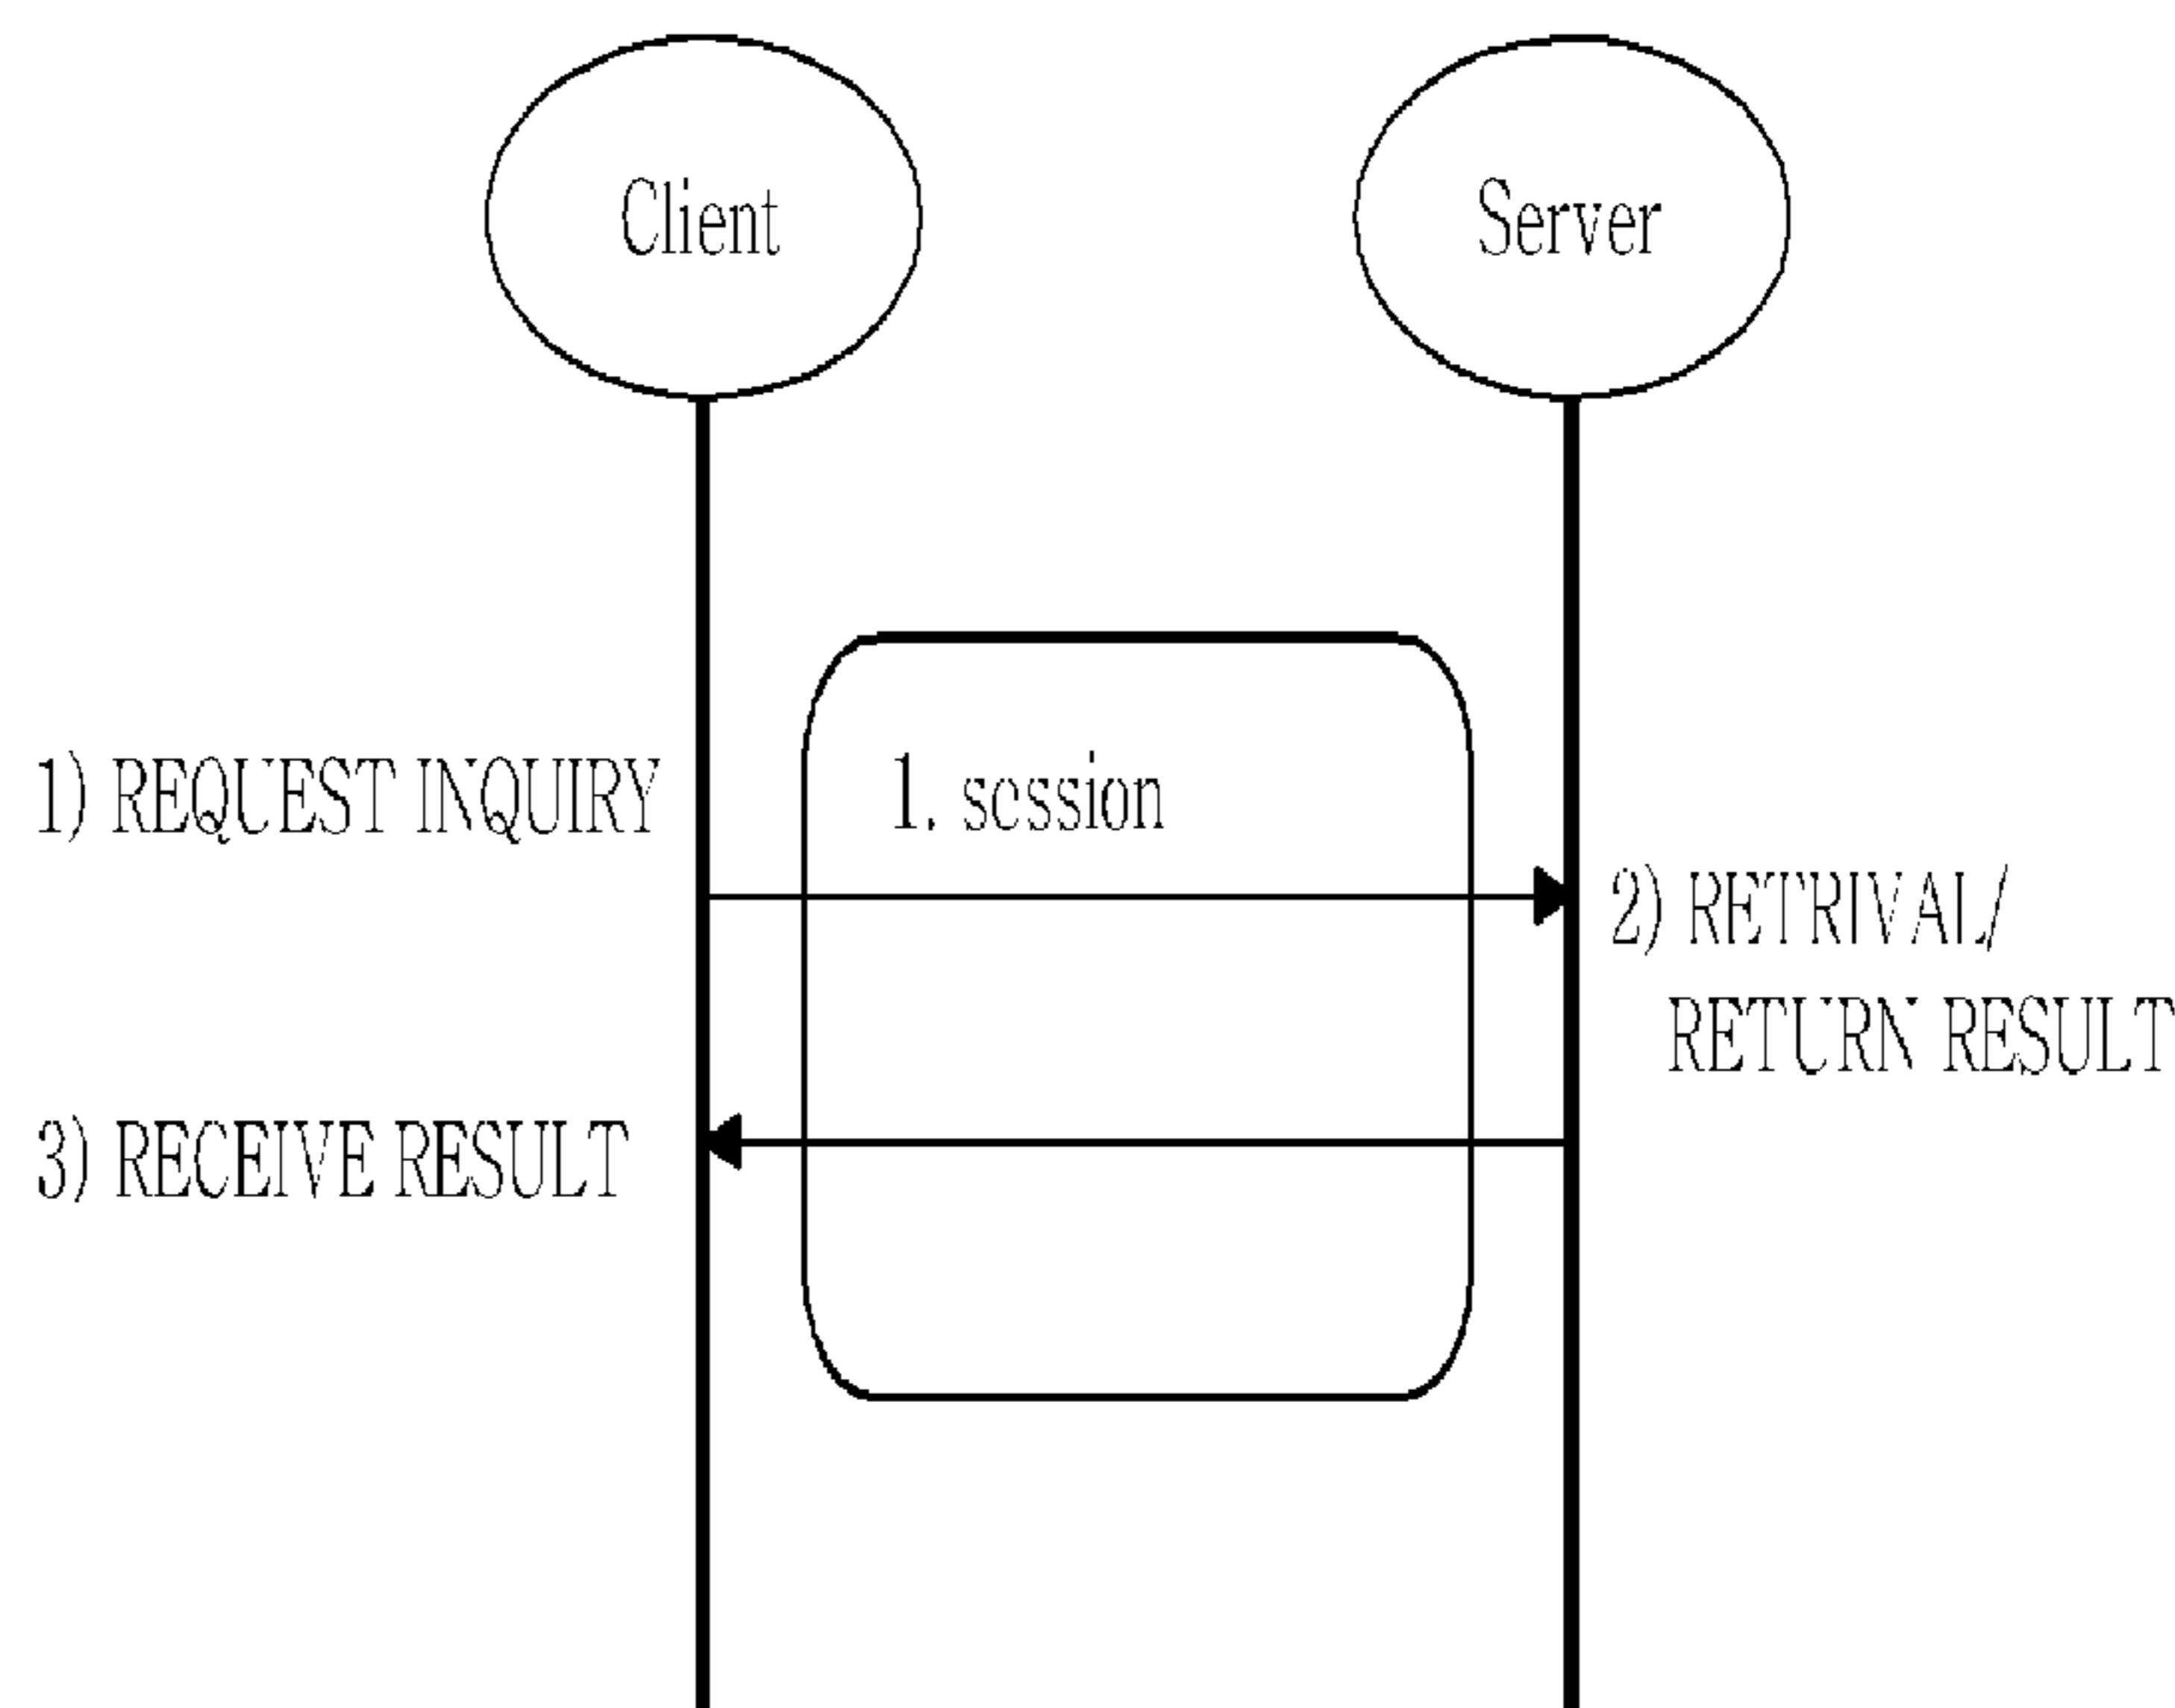 Client
Server
1) REQUEST INQUIRY
1. session
2) RETRIVAL/
RETURN RESULT
3) RECEIVE RESULT